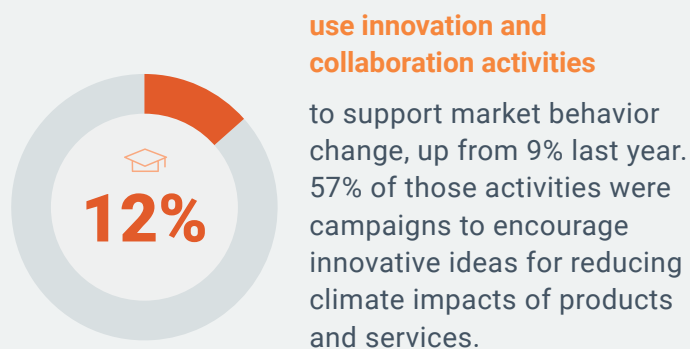 use innovation and
collaboration activities
to support market behavior
change, up from 9% last year.
57% of those activities were
campaigns to encourage
innovative ideas for reducing
climate impacts of products
and services.
12%